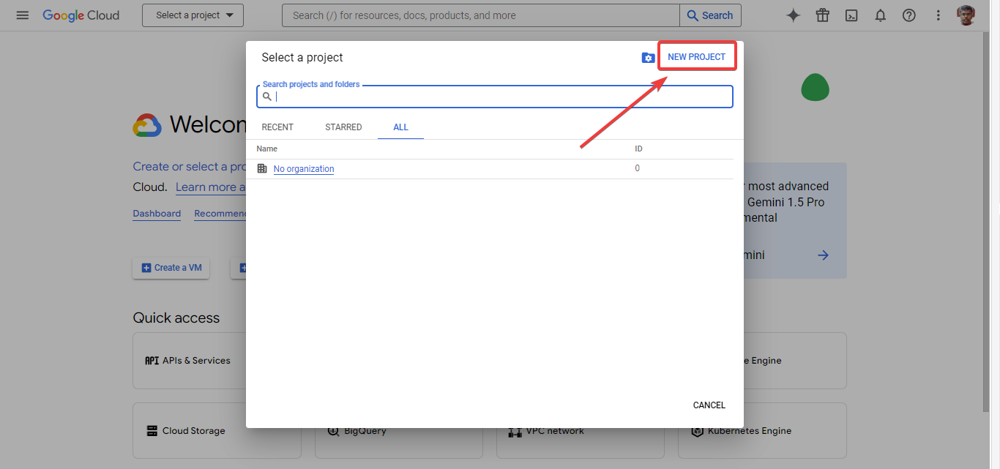 Google Cloud
Select a project
Search (/) for resources, docs, products, and more
Search
Select a project
NEW PROJECT
Search projects and folders
RECENT STARRED ALL
Name ID
No organization 0
CANCEL
Welcon
Create or select a pro
Cloud. Learn more a
Dashboard Recommen
r most advanced
Gemini 1.5 Pro
mental
mini
Create a VM
Quick access
API APIs & Services
e Engine
Cloud Storage
BigQuery
VPC network
Kubernetes Engine